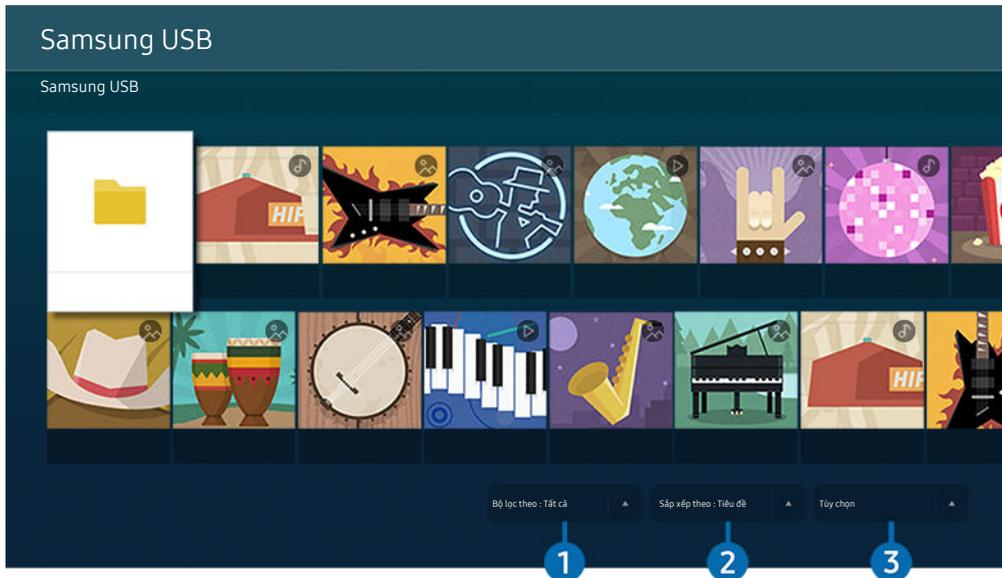 Samsung USB
Samsung USB
HIP
HIP
Bộ lọc theo : Tất cả
Sắp xếp theo : Tiêu đề
Tùy chọn
1
2
3